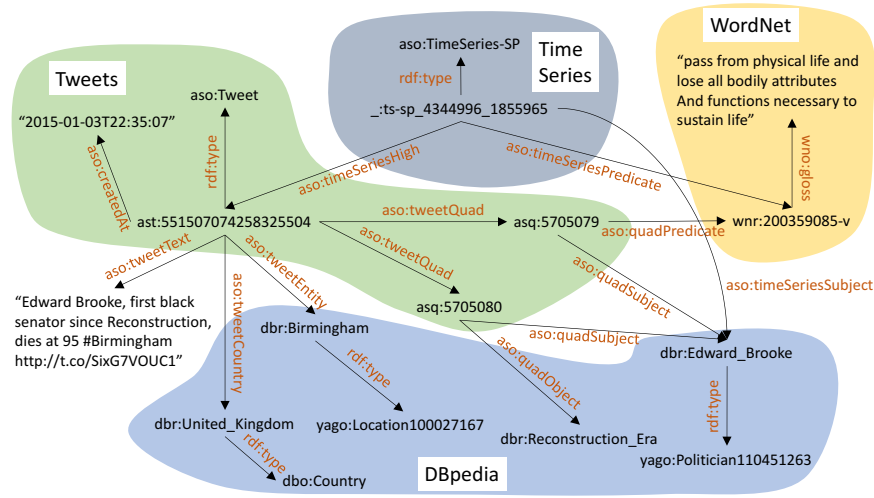 aso:TimeSeries-SP
Time
Series
WordNet
Tweets
rdf:type
"pass from physical life and
lose all bodily attributes
And functions necessary to
sustain life"
aso:Tweet
_:ts-sp_4344996_1855965
"2015-01-03T22:35:07"
aso:createdAt
rdf:type
aso:timeSeriesHigh
aso:timeSeriesPredicate
wno:gloss
ast:551507074258325504
aso:tweetQuad
asq:5705079
aso:quadPredicate
wnr:200359085-v
aso:tweetText
aso:tweetEntity
aso:tweetQuad
aso:quadSubject
aso:timeSeriesSubject
"Edward Brooke, first black
senator since Reconstruction,
dies at 95 #Birmingham
http://t.co/SixG7VOUC1"
aso:tweetCountry
asq:5705080
dbr:Birmingham
aso:quadSubject
dbr:Edward_Brooke
rdf:type
aso:quadObject
rdf:type
dbr:United_Kingdom
yago:Location100027167
dbr:Reconstruction_Era
rdf:type
yago:Politician110451263
dbo:Country
DBpedia